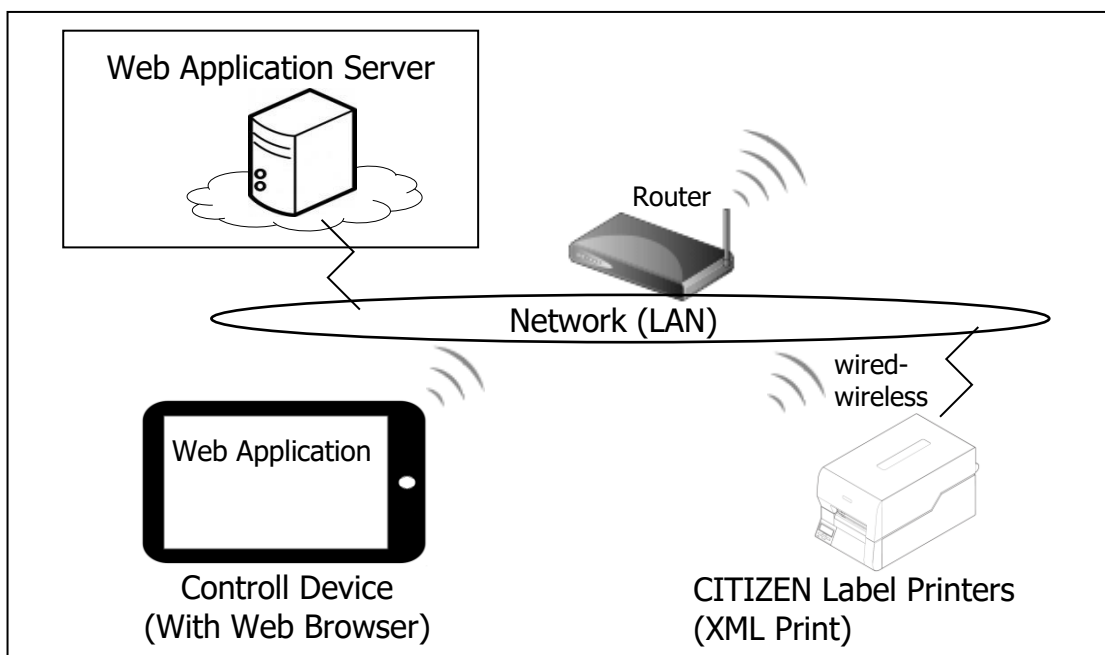 Web Application Server
Router
Network (LAN)
wired-
wireless
Web Application
Controll Device
(With Web Browser)
CITIZEN Label Printers
(XML Print)